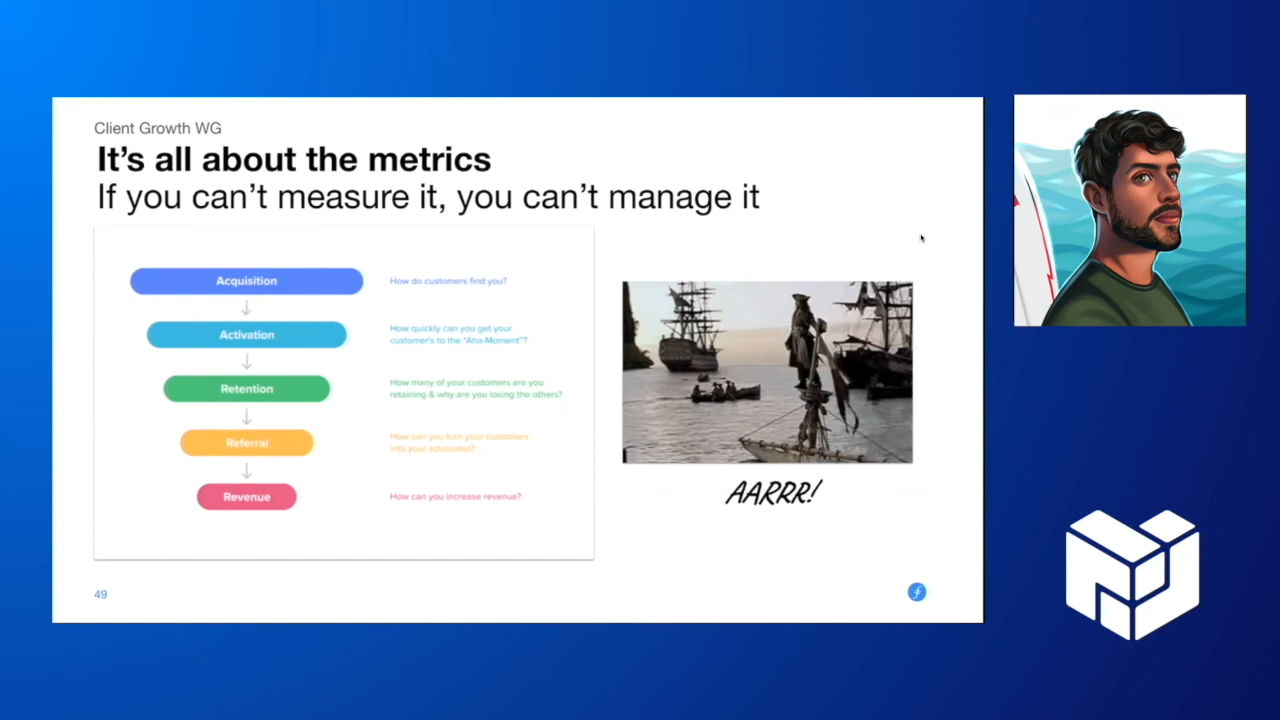 Client Growth WG
It's all about the metrics
If you can't measure it, you can't manage it
Acquisition
How do customers find you?
Activation
How quickly can you get your
customer's to the "Aha-Moment"?
Retention
How many of your customers are you
retaining & why are you losing the others?
Referral
How can you turn your customers
into your advocates?
Revenue
How can you increase revenue?
AARRR!
49